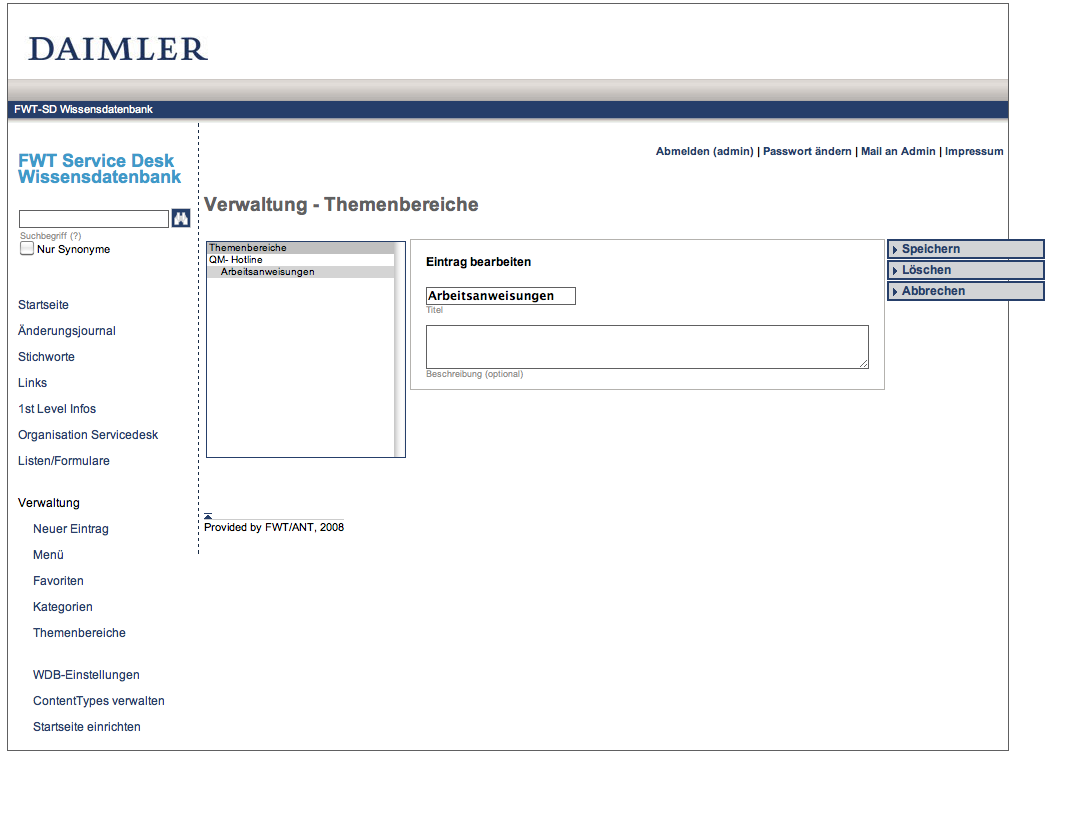 DAIMLER
FWT-SD Wissensdatenbank
Abmelden (admin) | Passwort ändern | Mail an Admin | Impressum
FWT Service Desk
Wissensdatenbank
Suchbegriff (?)
Nur Synonyme
Startseite
Änderungsjournal
Stichworte
Links
1st Level Infos
Organisation Servicedesk
Listen/Formulare
Verwaltung
Neuer Eintrag
Menü
Favoriten
Kategorien
Themenbereiche
WDB-Einstellungen
ContentTypes verwalten
Startseite einrichten
Verwaltung - Themenbereiche
Themenbereiche
QM- Hotline
Arbeitsanweisungen
Eintrag bearbeiten
Arbeitsanweisungen
Titel
Beschreibung (optional)
Speichern
Löschen
Abbrechen
Provided by FWT/ANT, 2008